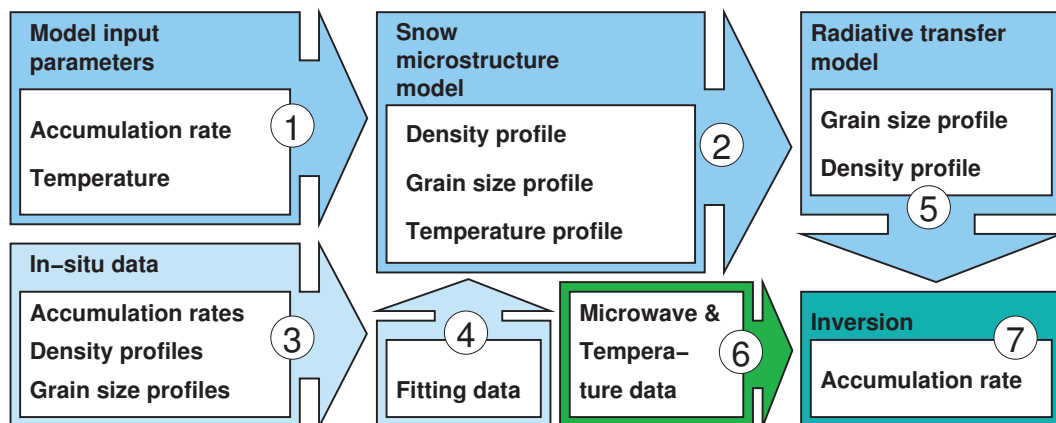 Model input
parameters
Accumulation rate
Temperature
1
Snow
microstructure
model
Density profile
Grain size profile
Temperature profile
2
Radiative transfer
model
Grain size profile
Density profile
5
In−situ data
Accumulation rates
Density profiles
Grain size profiles
3
4
Fitting data
Microwave &
Tempera−
ture data
6
Inversion
7
Accumulation rate